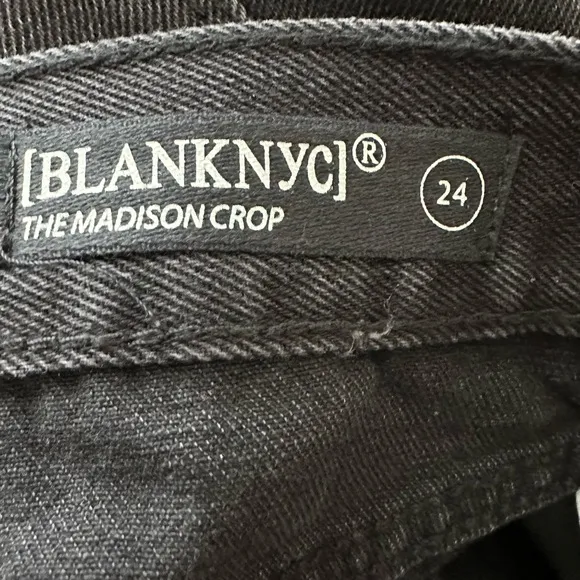 [BLANKNYC]®
THE MADISON CROP
24